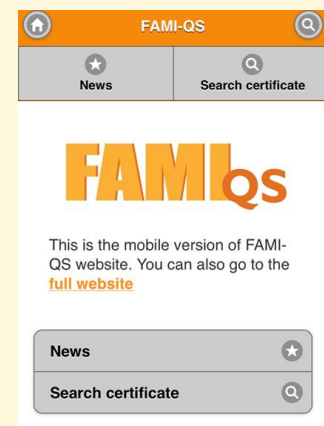 FAMI-QS
News Search certificate
FAMIQS
This is the mobile version of FAMI-
QS website. You can also go to the
full website
News
Search certificate